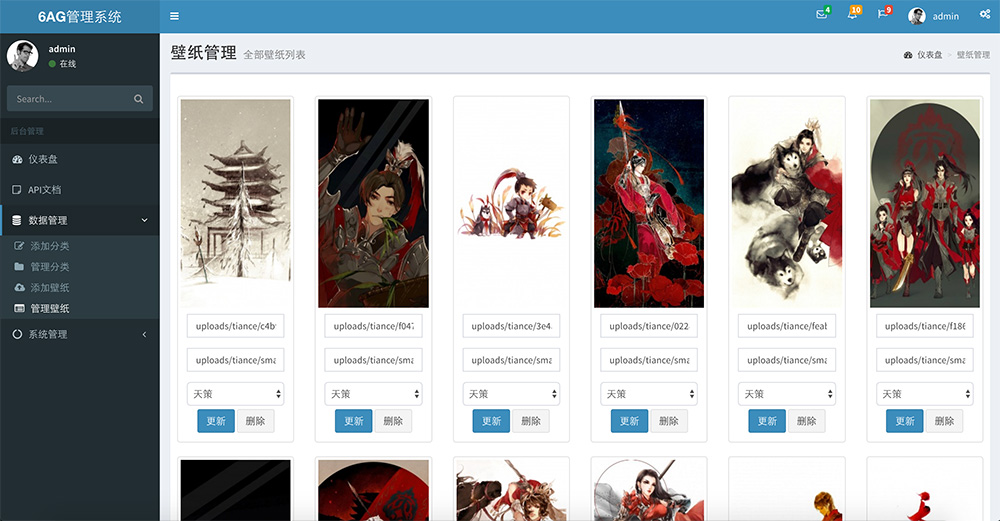 6AG管理系统
4
10
9
admin
admin
在线
Search...
后台管理
仪表盘
API文档
数据管理
添加分类
管理分类
添加壁纸
管理壁纸
系统管理
壁纸管理 全部壁纸列表
仪表盘 > 壁纸管理
uploads/tiance/c4b uploads/tiance/f047 uploads/tiance/3e4 uploads/tiance/022 uploads/tiance/feat uploads/tiance/f186
uploads/tiance/sma uploads/tiance/sma uploads/tiance/sma uploads/tiance/sma uploads/tiance/sma uploads/tiance/sma
天策 天策 天策 天策 天策 天策
更新 删除 更新 删除 更新 删除 更新 删除 更新 删除 更新 删除